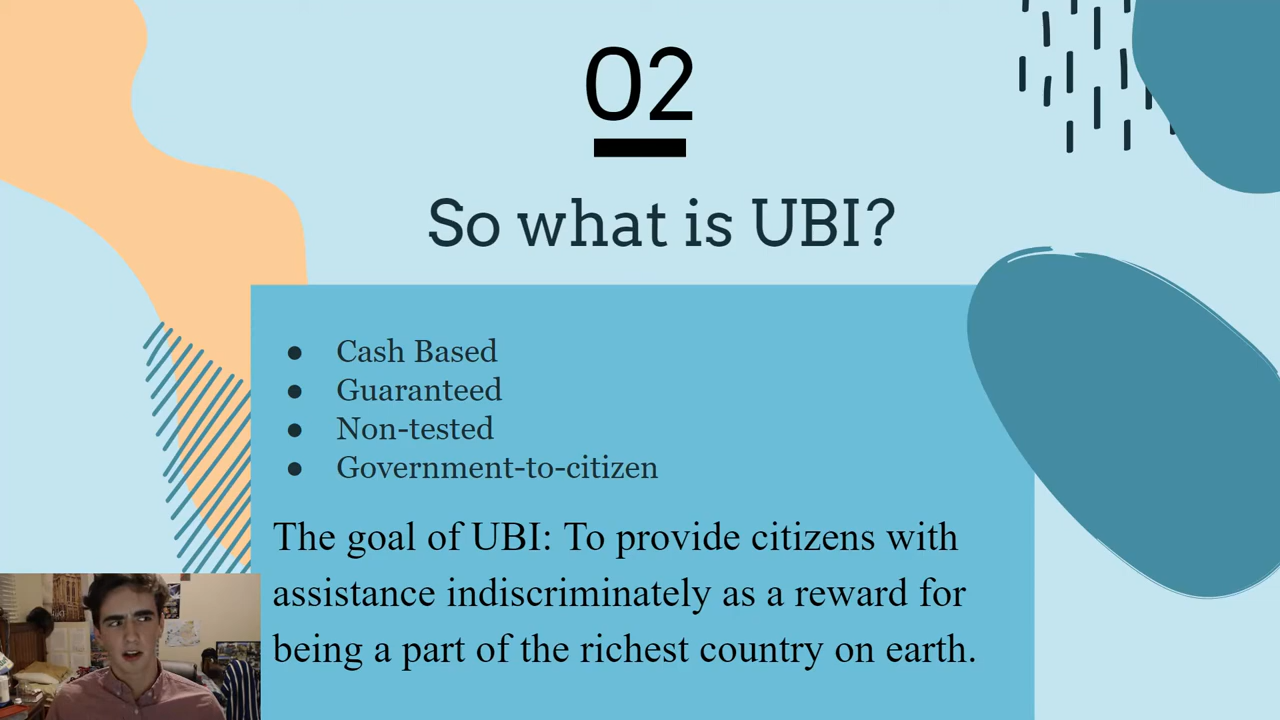 02
So what is UBI?
● Cash Based
● Guaranteed
● Non-tested
● Government-to-citizen
The goal of UBI: To provide citizens with
assistance indiscriminately as a reward for
being a part of the richest country on earth.